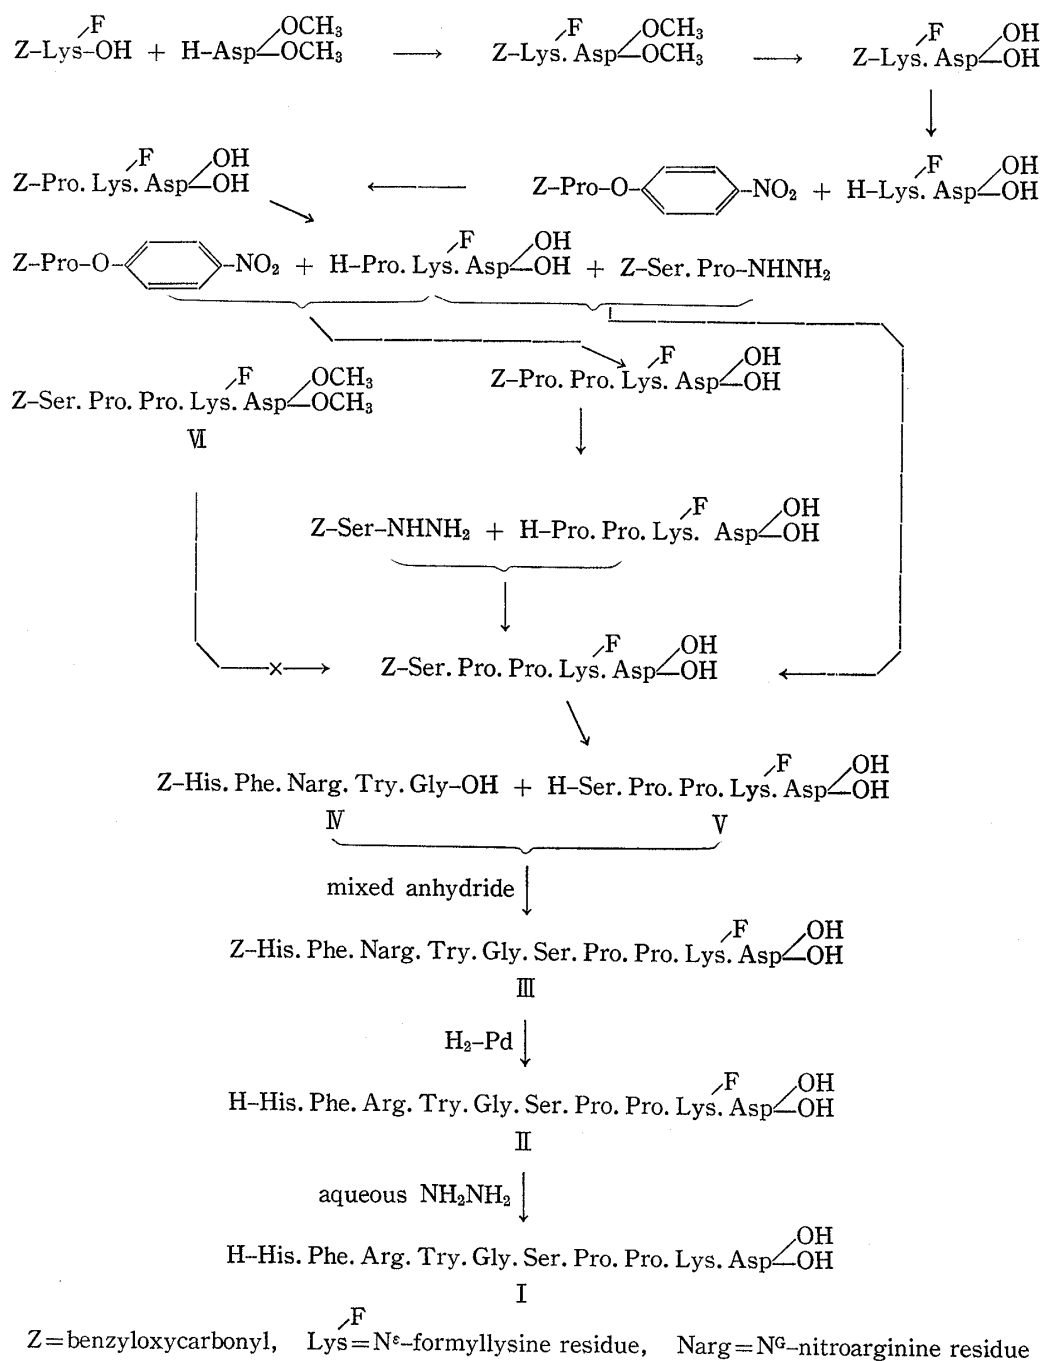 F OCH₃ F OCH₃ F OH
Z–Lys–OH + H–Asp OCH₃ → Z–Lys. Asp OCH₃ → Z–Lys. Asp OH
F OH F OH
Z–Pro. Lys. Asp OH ← Z–Pro–O– –NO₂ + H–Lys. Asp OH
F OH
Z–Pro–O– –NO₂ + H–Pro. Lys. Asp OH + Z–Ser. Pro–NHNH₂
F OH
Z–Pro. Pro. Lys. Asp OH
F OCH₃
Z–Ser. Pro. Pro. Lys. Asp OCH₃
Ⅵ
F OH
Z–Ser–NHNH₂ + H–Pro. Pro. Lys. Asp OH
F OH
×→ Z–Ser. Pro. Pro. Lys. Asp OH ←
F OH
Z–His. Phe. Narg. Try. Gly–OH + H–Ser. Pro. Pro. Lys. Asp OH
Ⅳ Ⅴ
mixed anhydride
F OH
Z–His. Phe. Narg. Try. Gly. Ser. Pro. Pro. Lys. Asp OH
Ⅲ
H₂–Pd
F OH
H–His. Phe. Arg. Try. Gly. Ser. Pro. Pro. Lys. Asp OH
Ⅱ
aqueous NH₂NH₂
OH
H–His. Phe. Arg. Try. Gly. Ser. Pro. Pro. Lys. Asp OH
Ⅰ
F
Z=benzyloxycarbonyl, Lys=Nᵋ–formyllysine residue, Narg=Nᴳ–nitroarginine residue